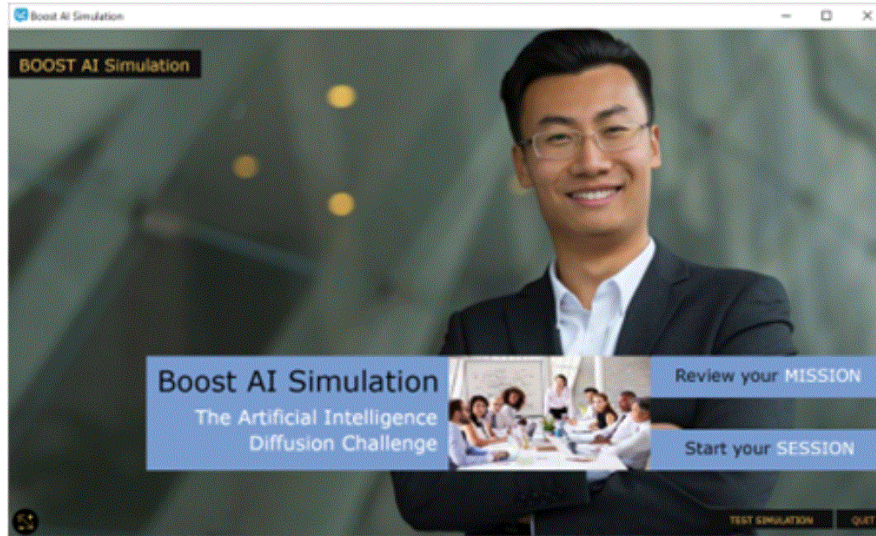 Boost AI Simulation
BOOST AI Simulation
Boost AI Simulation
The Artificial Intelligence
Diffusion Challenge
Review your MISSION
Start your SESSION
TEST SIMULATION
QUIT